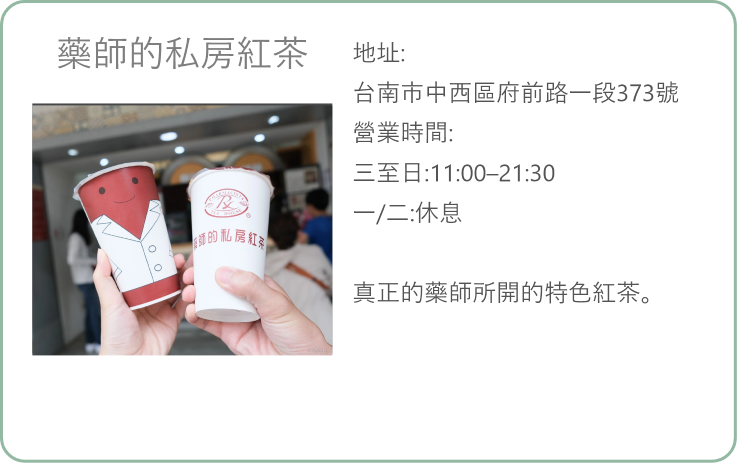 藥師的私房紅茶
地址:
台南市中西區府前路一段373號
營業時間:
三至日:11:00–21:30
一/二:休息
真正的藥師所開的特色紅茶。
Rx
®
師的私房紅茶